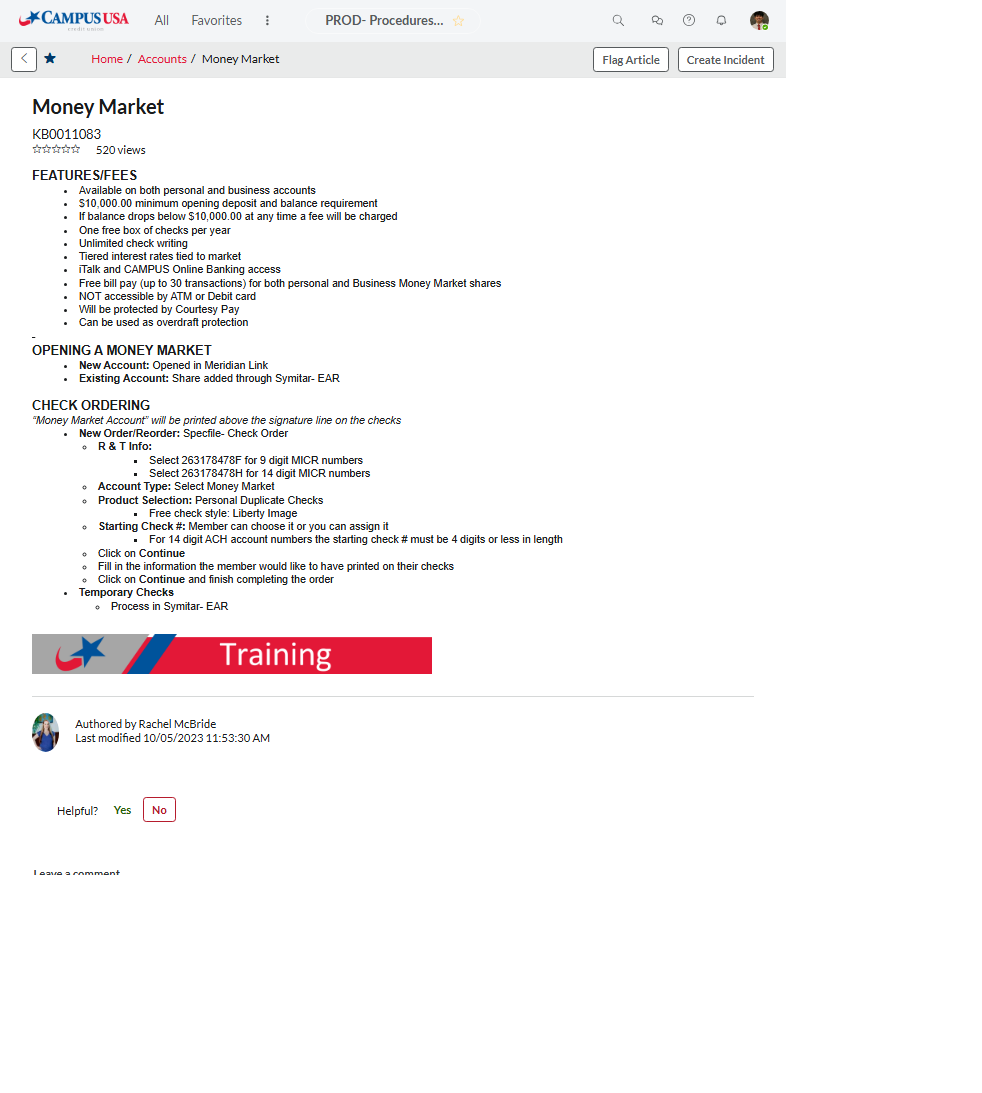 CAMPUS USA
credit union
All Favorites PROD- Procedures...
Home / Accounts / Money Market
Flag Article Create Incident
Money Market
KB0011083
520 views
FEATURES/FEES
• Available on both personal and business accounts
• $10,000.00 minimum opening deposit and balance requirement
• If balance drops below $10,000.00 at any time a fee will be charged
• One free box of checks per year
• Unlimited check writing
• Tiered interest rates tied to market
• iTalk and CAMPUS Online Banking access
• Free bill pay (up to 30 transactions) for both personal and Business Money Market shares
• NOT accessible by ATM or Debit card
• Will be protected by Courtesy Pay
• Can be used as overdraft protection
-
OPENING A MONEY MARKET
• New Account: Opened in Meridian Link
• Existing Account: Share added through Symitar- EAR
CHECK ORDERING
“Money Market Account” will be printed above the signature line on the checks
• New Order/Reorder: Specfile- Check Order
◦ R & T Info:
▪ Select 263178478F for 9 digit MICR numbers
▪ Select 263178478H for 14 digit MICR numbers
◦ Account Type: Select Money Market
◦ Product Selection: Personal Duplicate Checks
▪ Free check style: Liberty Image
◦ Starting Check #: Member can choose it or you can assign it
▪ For 14 digit ACH account numbers the starting check # must be 4 digits or less in length
◦ Click on Continue
◦ Fill in the information the member would like to have printed on their checks
◦ Click on Continue and finish completing the order
• Temporary Checks
◦ Process in Symitar- EAR
Training
Authored by Rachel McBride
Last modified 10/05/2023 11:53:30 AM
Helpful? Yes No
Leave a comment